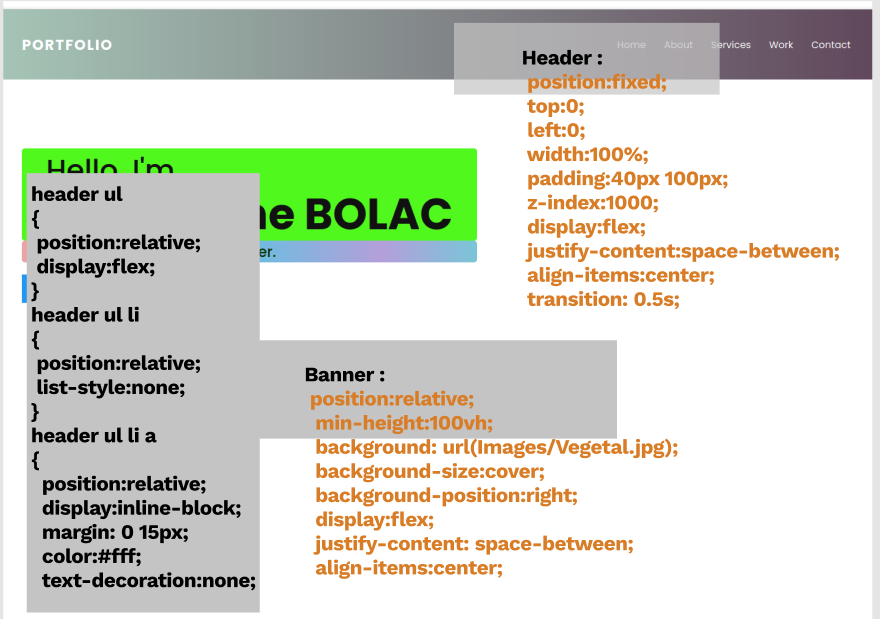 PORTFOLIO
Home About Services Work Contact
Header :
position:fixed;
top:0;
left:0;
width:100%;
padding:40px 100px;
z-index:1000;
display:flex;
justify-content:space-between;
align-items:center;
transition: 0.5s;
Hello, I'm
BOLAC
header ul
{
position:relative;
display:flex;
}
header ul li
{
position:relative;
list-style:none;
}
header ul li a
{
position:relative;
display:inline-block;
margin: 0 15px;
color:#fff;
text-decoration:none;
Banner :
position:relative;
min-height:100vh;
background: url(Images/Vegetal.jpg);
background-size:cover;
background-position:right;
display:flex;
justify-content: space-between;
align-items:center;